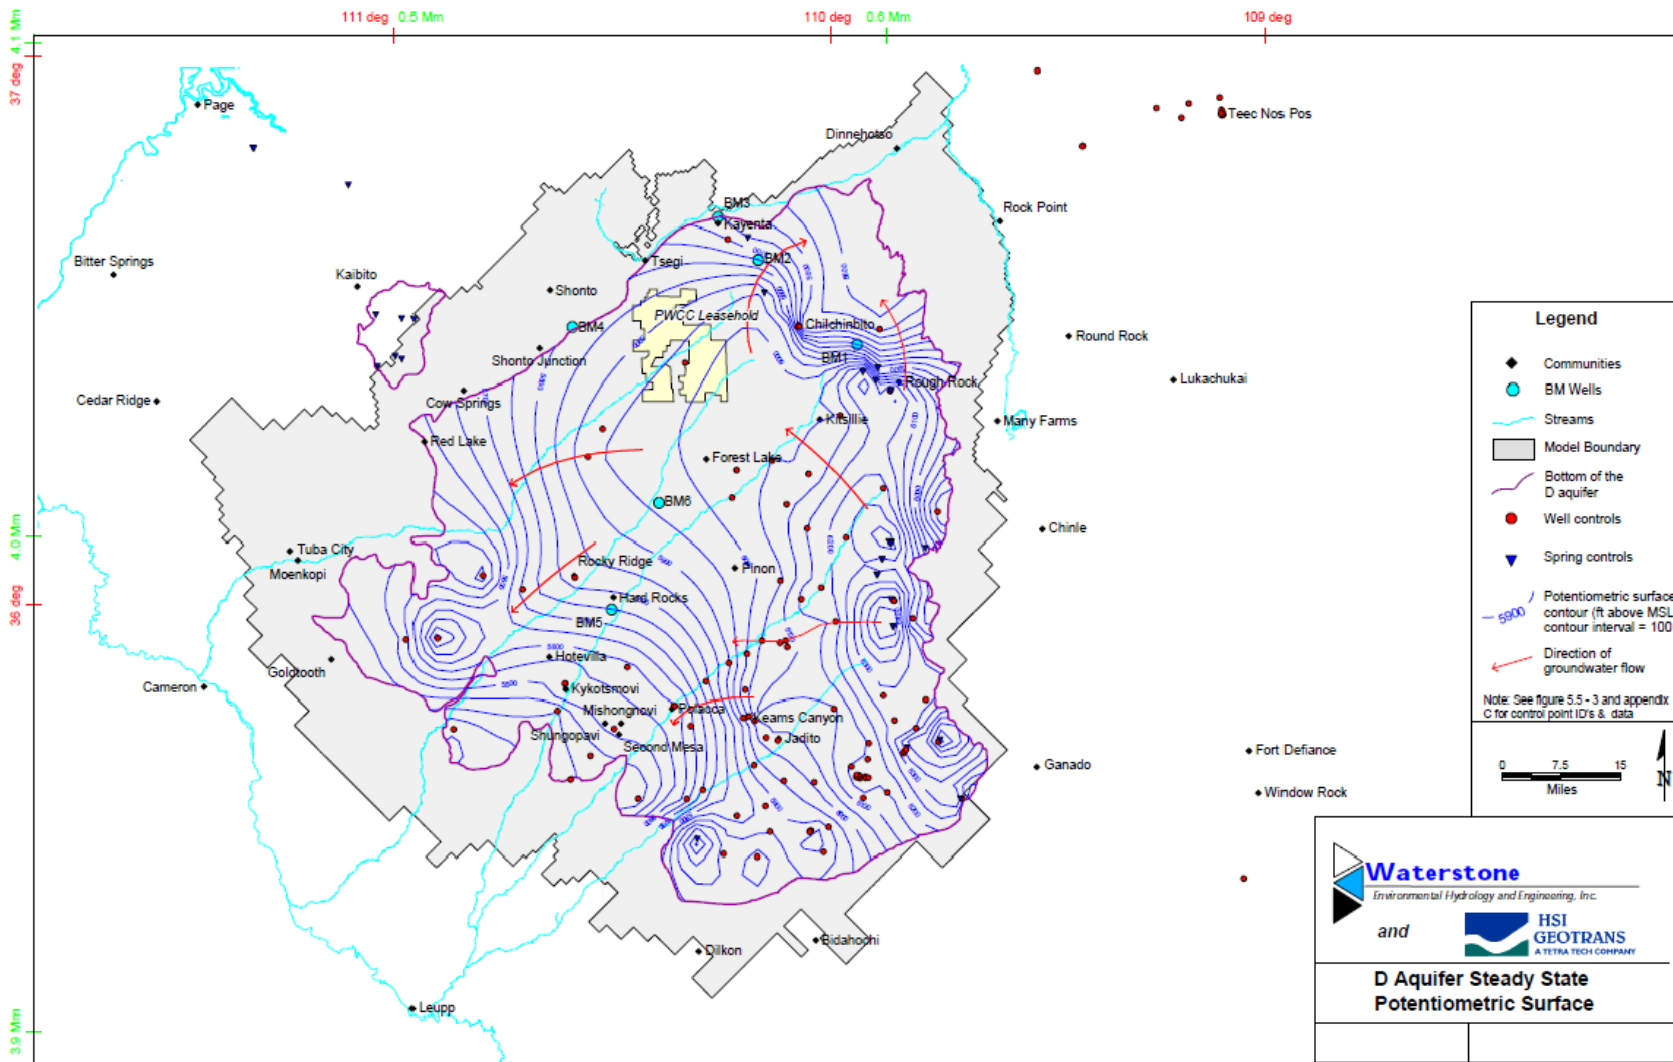 111 deg 0.5 Mm
110 deg 0.6 Mm
109 deg
4.1 Mm
37 deg
4.0 Mm
36 deg
3.9 Mm
Page
Teec Nos Pos
Dinnehotso
BM3
Kayenta
Rock Point
Bitter Springs
Kaibito
Tsegi
BM2
Shonto
PWCC Leasehold
BM4
Chilchinbito
BM1
Round Rock
Shonto Junction
Rough Rock
Lukachukai
Cedar Ridge
Cow Springs
Kitsillie
Many Farms
Red Lake
Forest Lake
BM6
Chinle
Tuba City
Moenkopi
Rocky Ridge
Pinon
Hard Rocks
BM5
Hotevilla
Goldtooth
Cameron
Kykotsmovi
Mishongnovi
Polacca
Keams Canyon
Shungopavi
Second Mesa
Jadito
Fort Defiance
Ganado
Window Rock
Dilkon
Bidahochi
Leupp
Legend
Communities
BM Wells
Streams
Model Boundary
Bottom of the
D aquifer
Well controls
Spring controls
5900
Potentiometric surface
contour (ft above MSL
contour interval = 100
Direction of
groundwater flow
Note: See figure 5.5 - 3 and appendix
C for control point ID's & data
0 7.5 15
Miles
N
Waterstone
Environmental Hydrology and Engineering, Inc.
and
HSI
GEOTRANS
A TETRA TECH COMPANY
D Aquifer Steady State
Potentiometric Surface